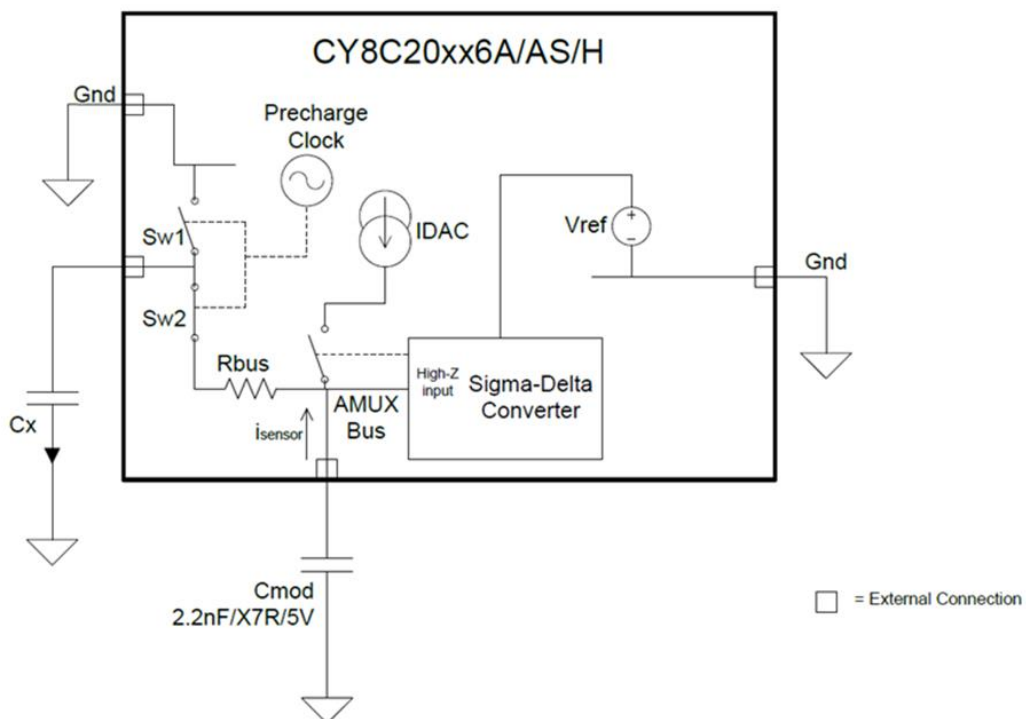 CY8C20xx6A/AS/H
Gnd
Precharge
Clock
IDAC
Vref
Sw1
Gnd
Sw2
Rbus
High-Z
input
Sigma-Delta
Converter
AMUX
Bus
isensor
Cx
Cmod
2.2nF/X7R/5V
= External Connection
+
−